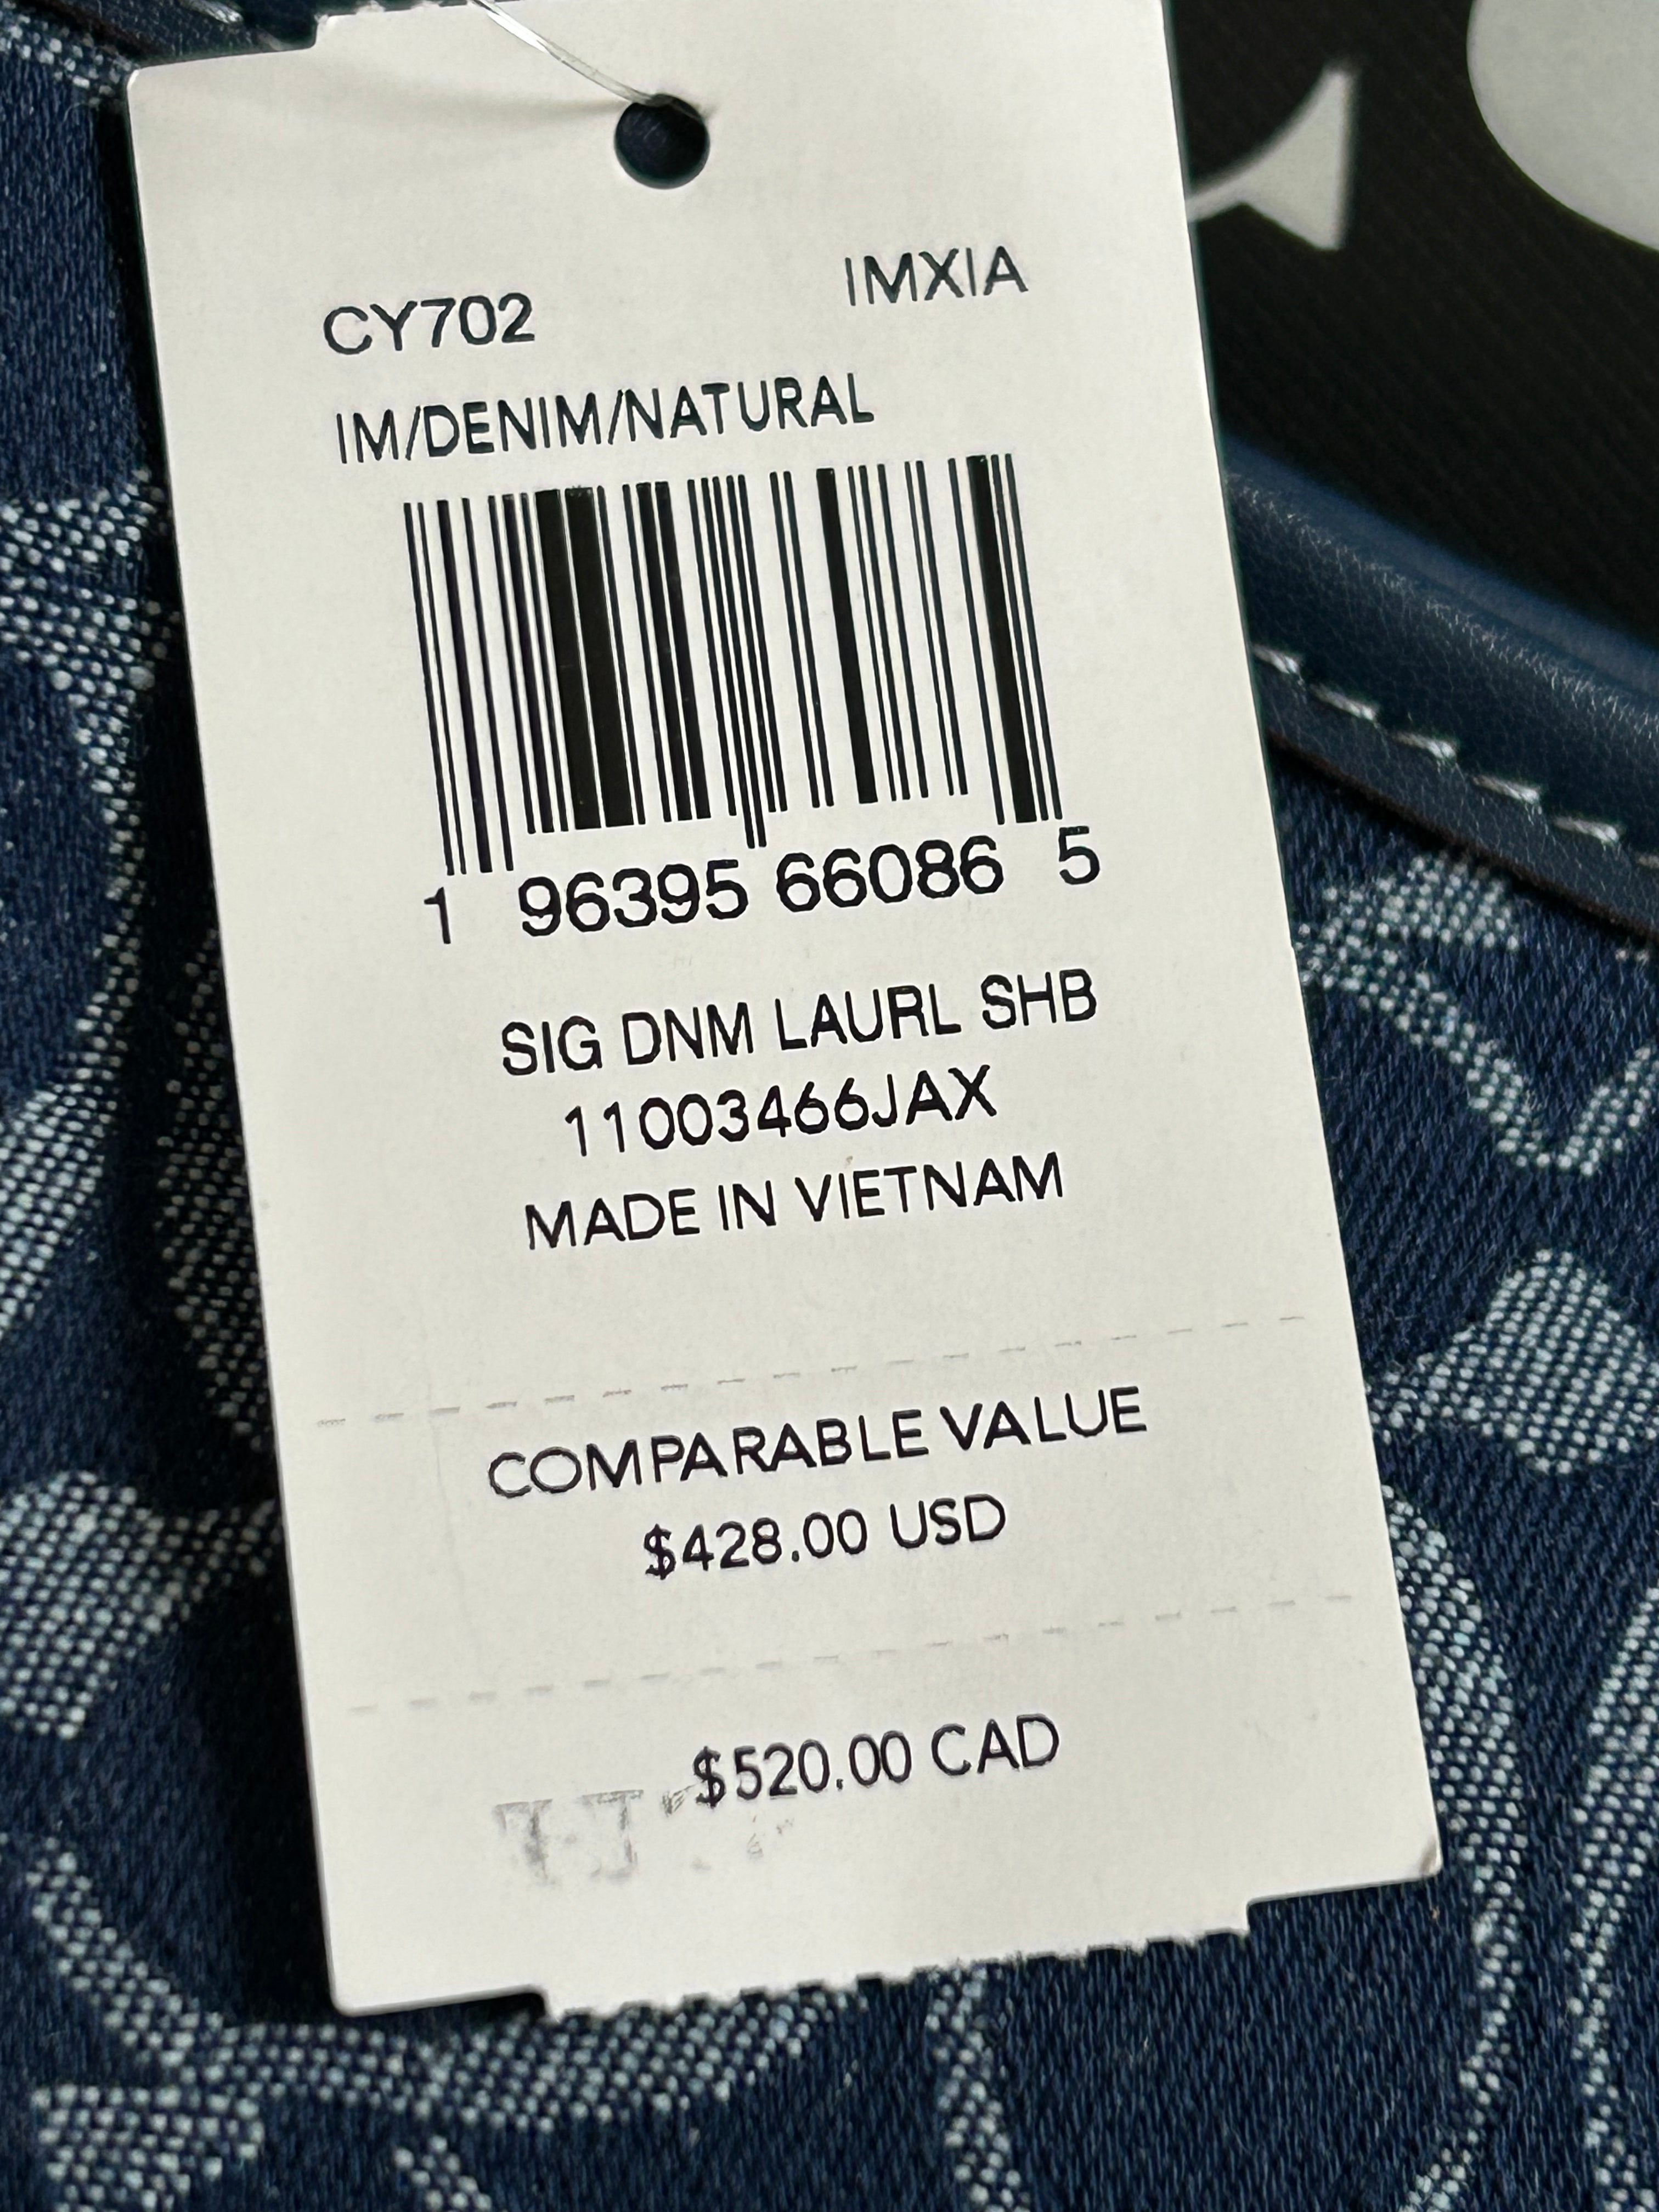 CY702 IMXIA
IM/DENIM/NATURAL
1 96395 66086 5
SIG DNM LAURL SHB
11003466JAX
MADE IN VIETNAM
COMPARABLE VALUE
$428.00 USD
$520.00 CAD